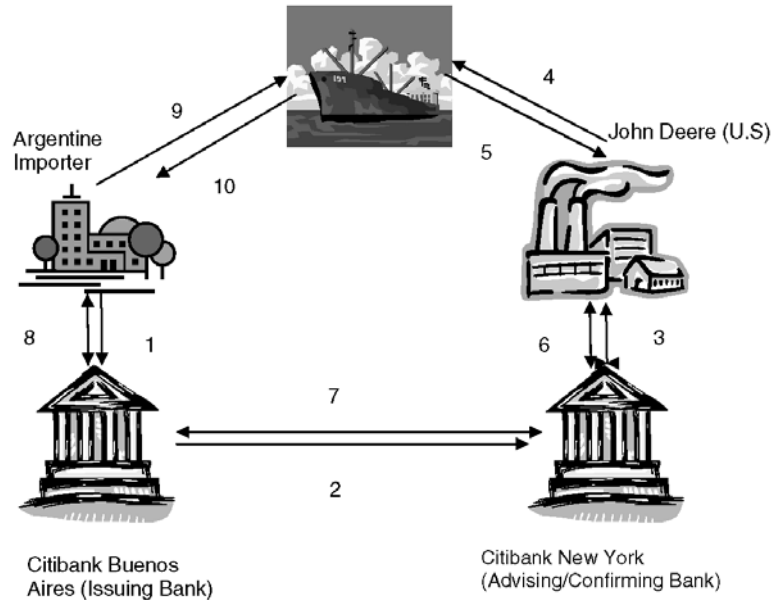 4
9
Argentine
Importer
John Deere (U.S)
5
10
8
1
6
3
7
2
Citibank Buenos
Aires (Issuing Bank)
Citibank New York
(Advising/Confirming Bank)